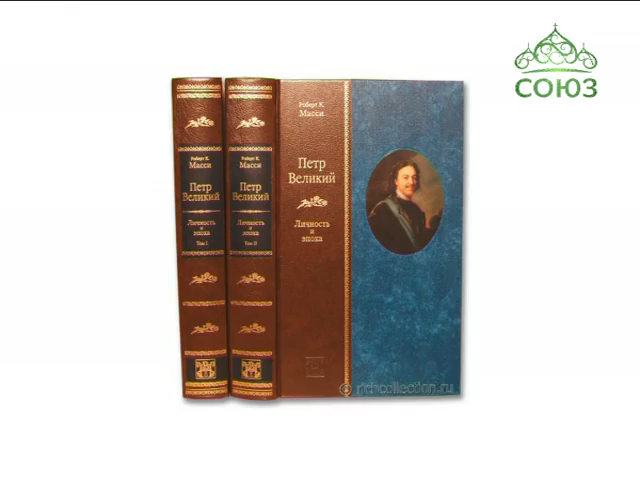 СОЮЗ
Роберт К.
Масси
Петр
Великий
Личность
и
эпоха
Том I
Роберт К.
Масси
Петр
Великий
Личность
и
эпоха
Том II
Роберт К.
Масси
Петр
Великий
Личность
и
эпоха
© richcollection.ru